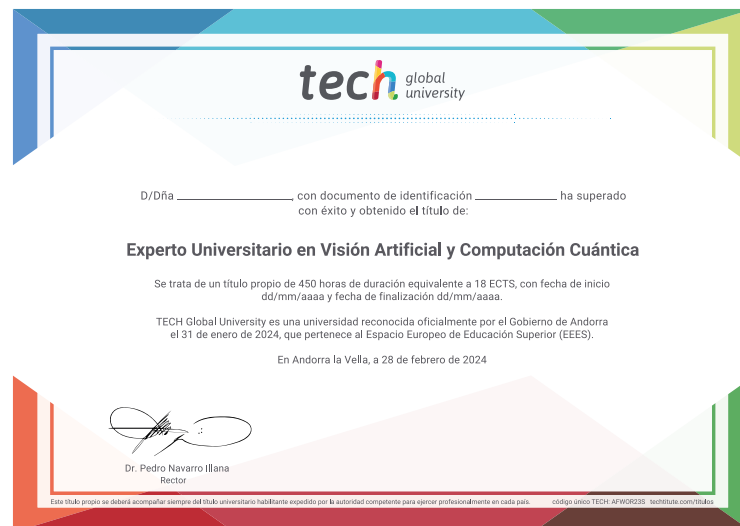 tech global university
D/Dña ____________, con documento de identificación ____________ ha superado
con éxito y obtenido el título de:
Experto Universitario en Visión Artificial y Computación Cuántica
Se trata de un título propio de 450 horas de duración equivalente a 18 ECTS, con fecha de inicio
dd/mm/aaaa y fecha de finalización dd/mm/aaaa.
TECH Global University es una universidad reconocida oficialmente por el Gobierno de Andorra
el 31 de enero de 2024, que pertenece al Espacio Europeo de Educación Superior (EEES).
En Andorra la Vella, a 28 de febrero de 2024
Dr. Pedro Navarro Illana
Rector
Este título propio se deberá acompañar siempre del título universitario habilitante expedido por la autoridad competente para ejercer profesionalmente en cada país. código único TECH: AFWOR23S techtitute.com/titulos